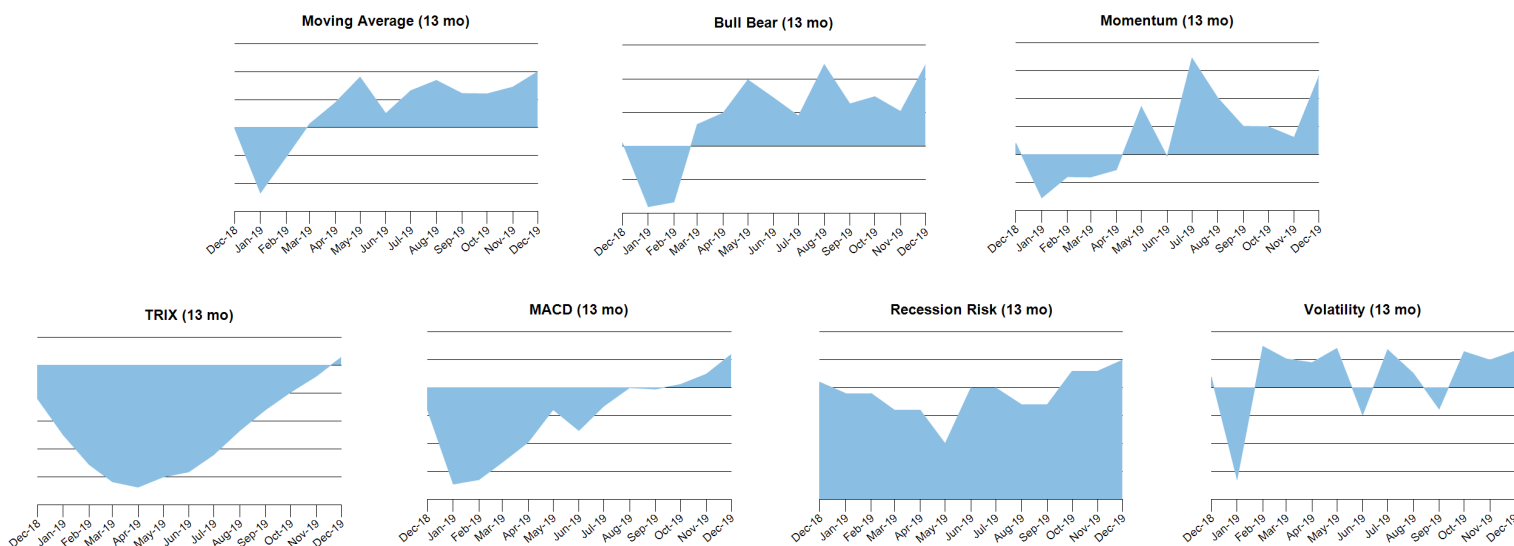 Moving Average (13 mo)
Dec-18 Jan-19 Feb-19 Mar-19 Apr-19 May-19 Jun-19 Jul-19 Aug-19 Sep-19 Oct-19 Nov-19 Dec-19
Bull Bear (13 mo)
Dec-18 Jan-19 Feb-19 Mar-19 Apr-19 May-19 Jun-19 Jul-19 Aug-19 Sep-19 Oct-19 Nov-19 Dec-19
Momentum (13 mo)
Dec-18 Jan-19 Feb-19 Mar-19 Apr-19 May-19 Jun-19 Jul-19 Aug-19 Sep-19 Oct-19 Nov-19 Dec-19
TRIX (13 mo)
Dec-18 Jan-19 Feb-19 Mar-19 Apr-19 May-19 Jun-19 Jul-19 Aug-19 Sep-19 Oct-19 Nov-19 Dec-19
MACD (13 mo)
Dec-18 Jan-19 Feb-19 Mar-19 Apr-19 May-19 Jun-19 Jul-19 Aug-19 Sep-19 Oct-19 Nov-19 Dec-19
Recession Risk (13 mo)
Dec-18 Jan-19 Feb-19 Mar-19 Apr-19 May-19 Jun-19 Jul-19 Aug-19 Sep-19 Oct-19 Nov-19 Dec-19
Volatility (13 mo)
Dec-18 Jan-19 Feb-19 Mar-19 Apr-19 May-19 Jun-19 Jul-19 Aug-19 Sep-19 Oct-19 Nov-19 Dec-19